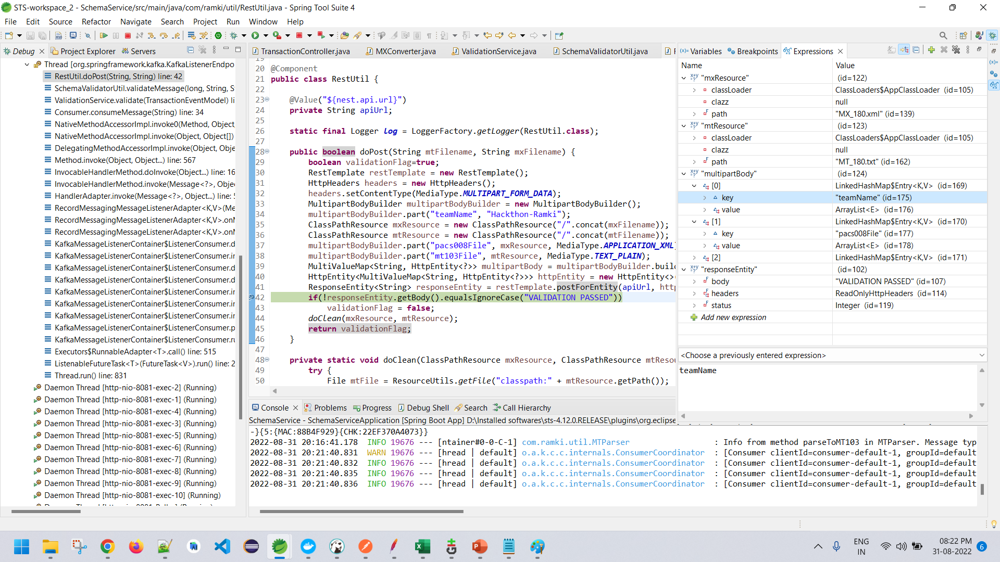 STS-workspace_2 - SchemaService/src/main/java/com/ramki/util/RestUtil.java - Spring Tool Suite 4
File Edit Source Refactor Navigate Search Project Run Window Help
Debug Project Explorer Servers
Thread [org.springframework.kafka.KafkaListenerEndpo
RestUtil.doPost(String, String) line: 42
SchemaValidatorUtil.validateMessage(long, String, S
ValidationService.validate(TransactionEventModel) li
Consumer.consumeMessage(String) line: 34
NativeMethodAccessorImpl.invoke0(Method, Object,
NativeMethodAccessorImpl.invoke(Object, Object[])
DelegatingMethodAccessorImpl.invoke(Object, Obje
Method.invoke(Object, Object...) line: 567
InvocableHandlerMethod.doInvoke(Object...) line: 16
InvocableHandlerMethod.invoke(Message<?>, Obje
HandlerAdapter.invoke(Message<?>, Object...) line: 5
RecordMessagingMessageListenerAdapter<K,V>(Me
RecordMessagingMessageListenerAdapter<K,V>.onM
RecordMessagingMessageListenerAdapter<K,V>.onM
KafkaMessageListenerContainer$ListenerConsumer.d
KafkaMessageListenerContainer$ListenerConsumer.in
KafkaMessageListenerContainer$ListenerConsumer.d
KafkaMessageListenerContainer$ListenerConsumer.d
KafkaMessageListenerContainer$ListenerConsumer.in
KafkaMessageListenerContainer$ListenerConsumer.d
KafkaMessageListenerContainer$ListenerConsumer.in
KafkaMessageListenerContainer$ListenerConsumer.p
KafkaMessageListenerContainer$ListenerConsumer.ru
Executors$RunnableAdapter<T>.call() line: 515
ListenableFutureTask<T>(FutureTask<V>).run() line: 2
Thread.run() line: 831
Daemon Thread [http-nio-8081-exec-2] (Running)
Daemon Thread [http-nio-8081-exec-1] (Running)
Daemon Thread [http-nio-8081-exec-4] (Running)
Daemon Thread [http-nio-8081-exec-3] (Running)
Daemon Thread [http-nio-8081-exec-5] (Running)
Daemon Thread [http-nio-8081-exec-6] (Running)
Daemon Thread [http-nio-8081-exec-7] (Running)
Daemon Thread [http-nio-8081-exec-8] (Running)
Daemon Thread [http-nio-8081-exec-9] (Running)
Daemon Thread [http-nio-8081-exec-10] (Running)
TransactionController.java MXConverter.java ValidationService.java SchemaValidatorUtil.java
19
20 @Component
21 public class RestUtil {
22
23 @Value("${nest.api.url}")
24 private String apiUrl;
25
26 static final Logger log = LoggerFactory.getLogger(RestUtil.class);
27
28 public boolean doPost(String mtFilename, String mxFilename) {
29 boolean validationFlag=true;
30 RestTemplate restTemplate = new RestTemplate();
31 HttpHeaders headers = new HttpHeaders();
32 headers.setContentType(MediaType.MULTIPART_FORM_DATA);
33 MultipartBodyBuilder multipartBodyBuilder = new MultipartBodyBuilder();
34 multipartBodyBuilder.part("teamName", "Hackthon-Ramki");
35 ClassPathResource mxResource = new ClassPathResource("/".concat(mxFilename));
36 ClassPathResource mtResource = new ClassPathResource("/".concat(mtFilename));
37 multipartBodyBuilder.part("pacs008File", mxResource, MediaType.APPLICATION_XML)
38 multipartBodyBuilder.part("mt103File", mtResource, MediaType.TEXT_PLAIN);
39 MultiValueMap<String, HttpEntity<?>> multipartBody = multipartBodyBuilder.build
40 HttpEntity<MultiValueMap<String, HttpEntity<?>>> httpEntity = new HttpEntity<>(
41 ResponseEntity<String> responseEntity = restTemplate.postForEntity(apiUrl, http
42 if(!responseEntity.getBody().equalsIgnoreCase("VALIDATION PASSED"))
43 validationFlag = false;
44 doClean(mxResource, mtResource);
45 return validationFlag;
46 }
47
48 private static void doClean(ClassPathResource mxResource, ClassPathResource mtResou
49 try {
50 File mtFile = ResourceUtils.getFile("classpath:" + mtResource.getPath());
Variables Breakpoints Expressions
Name Value
"mxResource" (id=122)
classLoader ClassLoaders$AppClassLoader (id=105)
clazz null
path "MX_180.xml" (id=139)
"mtResource" (id=123)
classLoader ClassLoaders$AppClassLoader (id=105)
clazz null
path "MT_180.txt" (id=162)
"multipartBody" (id=124)
[0] LinkedHashMap$Entry<K,V> (id=169)
key "teamName" (id=175)
value ArrayList<E> (id=176)
[1] LinkedHashMap$Entry<K,V> (id=170)
key "pacs008File" (id=177)
value ArrayList<E> (id=178)
[2] LinkedHashMap$Entry<K,V> (id=171)
"responseEntity" (id=102)
body "VALIDATION PASSED" (id=107)
headers ReadOnlyHttpHeaders (id=114)
status Integer (id=119)
Add new expression
<Choose a previously entered expression>
teamName
Console Problems Progress Debug Shell Search Call Hierarchy
SchemaService - SchemaServiceApplication [Spring Boot App] D:\Installed softwares\sts-4.12.0.RELEASE\plugins\org.eclipse
-}{5:{MAC:88B4F929}{CHK:22EF370A4073}}
2022-08-31 20:16:41.178 INFO 19676 --- [ntainer#0-0-C-1] com.ramki.util.MTParser : Info from method parseToMT103 in MTParser. Message typ
2022-08-31 20:21:40.831 WARN 19676 --- [hread | default] o.a.k.c.c.internals.ConsumerCoordinator : [Consumer clientId=consumer-default-1, groupId=default
2022-08-31 20:21:40.832 INFO 19676 --- [hread | default] o.a.k.c.c.internals.ConsumerCoordinator : [Consumer clientId=consumer-default-1, groupId=default
2022-08-31 20:21:40.835 INFO 19676 --- [hread | default] o.a.k.c.c.internals.ConsumerCoordinator : [Consumer clientId=consumer-default-1, groupId=default
2022-08-31 20:21:40.836 INFO 19676 --- [hread | default] o.a.k.c.c.internals.ConsumerCoordinator : [Consumer clientId=consumer-default-1, groupId=default
ENG
IN
08:22 PM
31-08-2022
6